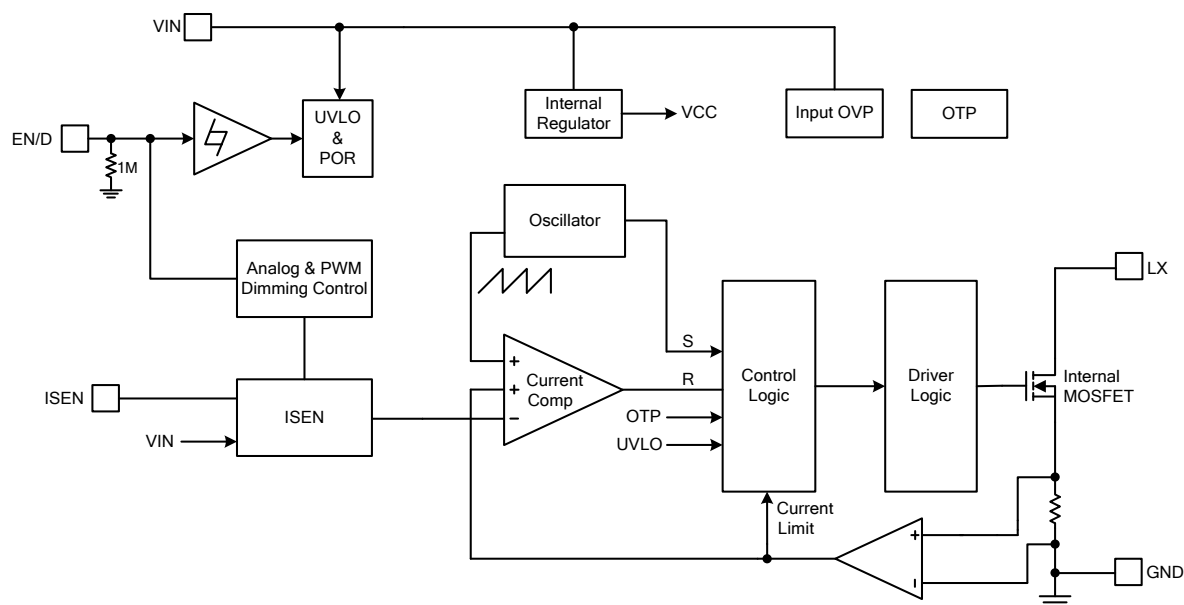 VIN
EN/D
1M
UVLO
&
POR
Internal
Regulator
VCC
Input OVP
OTP
Oscillator
Analog & PWM
Dimming Control
LX
S
ISEN
ISEN
VIN
+
+
−
Current
Comp
R
OTP
UVLO
Control
Logic
Driver
Logic
Internal
MOSFET
Current
Limit
+
−
GND